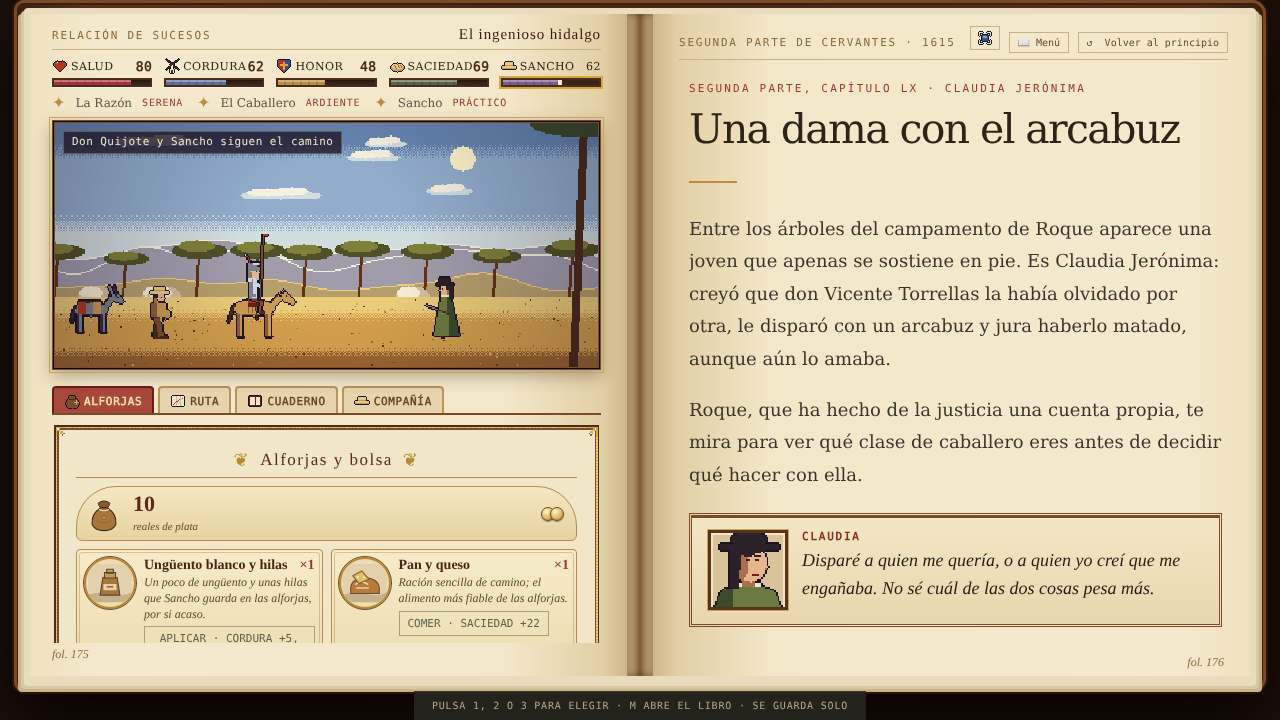 RELACIÓN DE SUCESOS
El ingenioso hidalgo
SALUD 80
CORDURA 62
HONOR 48
SACIEDAD 69
SANCHO 62
La Razón SERENA
El Caballero ARDIENTE
Sancho PRÁCTICO
Don Quijote y Sancho siguen el camino
ALFORJAS
RUTA
CUADERNO
COMPAÑÍA
Alforjas y bolsa
10
reales de plata
Ungüento blanco y hilas ×1
Un poco de ungüento y unas hilas
que Sancho guarda en las alforjas,
por si acaso.
APLICAR · CORDURA +5,
Pan y queso ×1
Ración sencilla de camino; el
alimento más fiable de las alforjas.
COMER · SACIEDAD +22
fol. 175
SEGUNDA PARTE DE CERVANTES · 1615
Menú
↺ Volver al principio
SEGUNDA PARTE, CAPÍTULO LX · CLAUDIA JERÓNIMA
Una dama con el arcabuz
Entre los árboles del campamento de Roque aparece una
joven que apenas se sostiene en pie. Es Claudia Jerónima:
creyó que don Vicente Torrellas la había olvidado por
otra, le disparó con un arcabuz y jura haberlo matado,
aunque aún lo amaba.
Roque, que ha hecho de la justicia una cuenta propia, te
mira para ver qué clase de caballero eres antes de decidir
qué hacer con ella.
CLAUDIA
Disparé a quien me quería, o a quien yo creí que me
engañaba. No sé cuál de las dos cosas pesa más.
fol. 176
PULSA 1, 2 O 3 PARA ELEGIR · M ABRE EL LIBRO · SE GUARDA SOLO